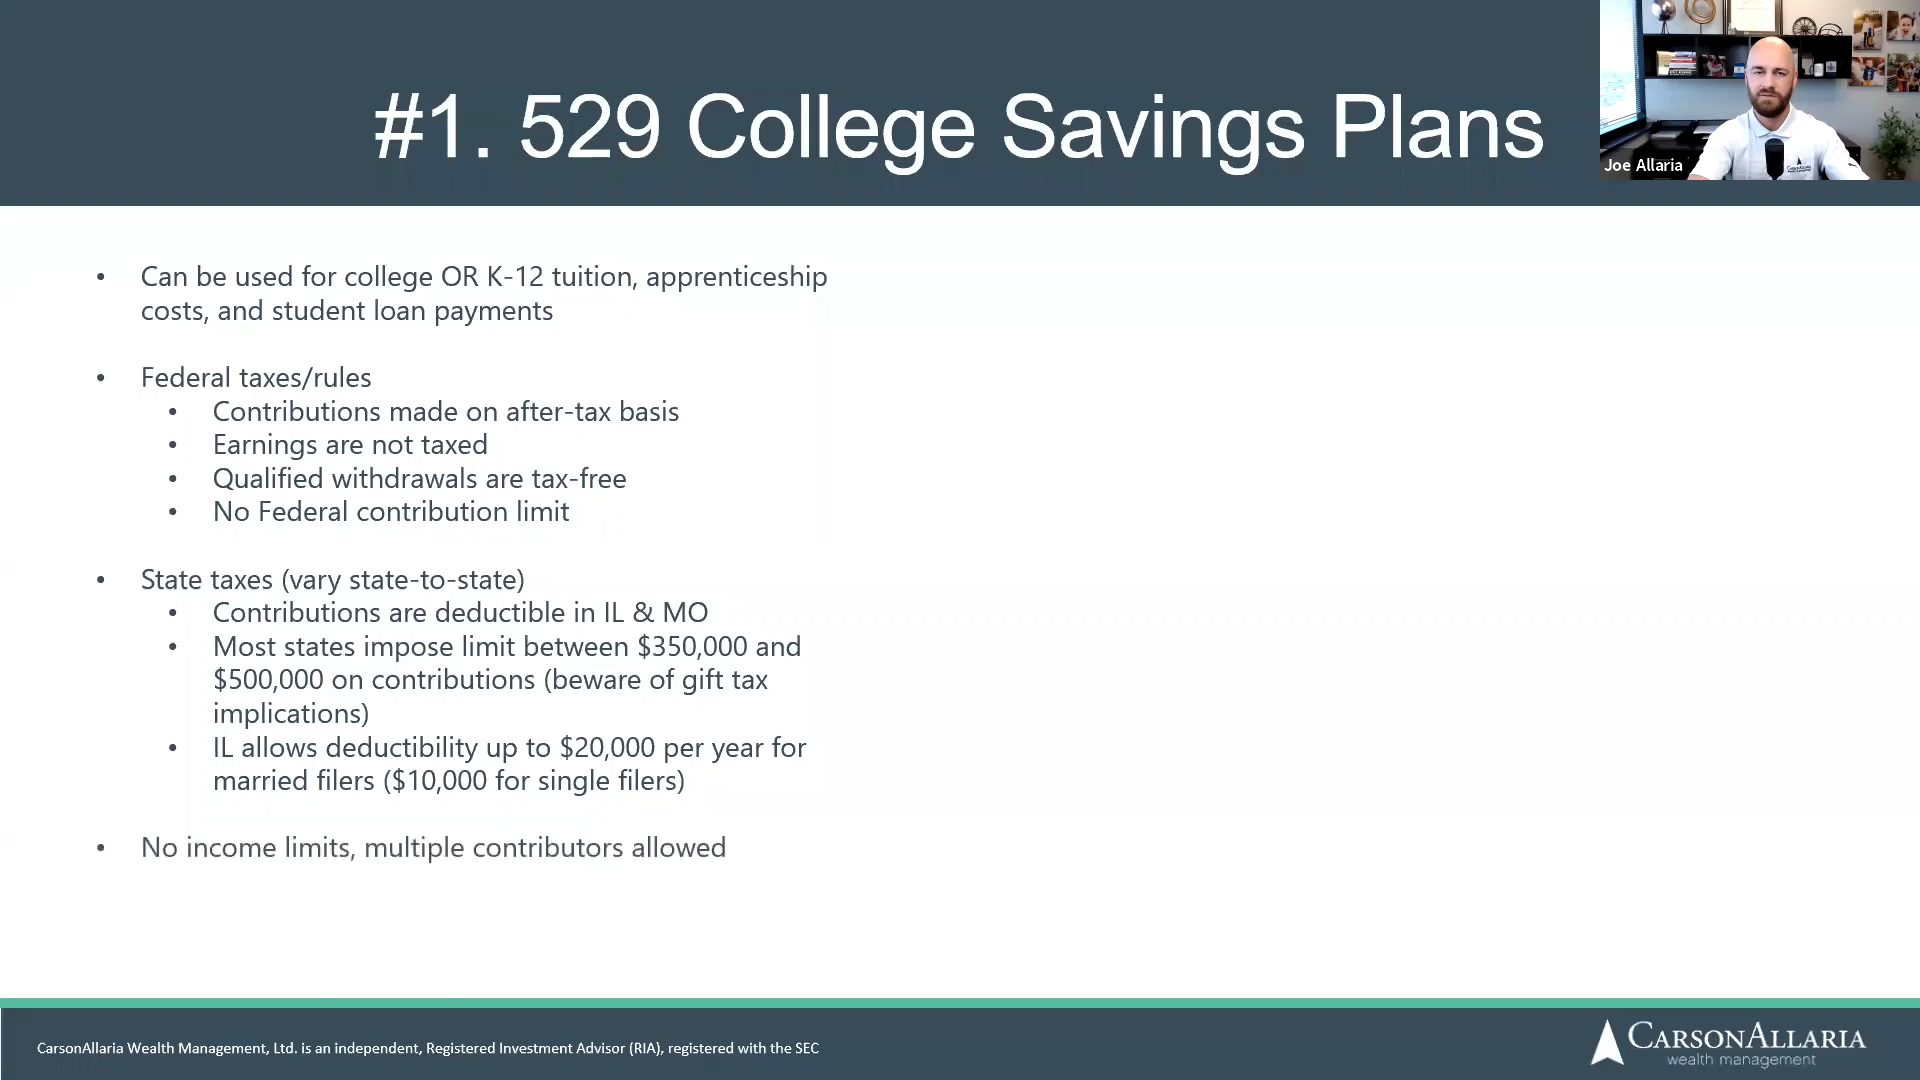 #1. 529 College Savings Plans
Joe Allaria
• Can be used for college OR K-12 tuition, apprenticeship
costs, and student loan payments
• Federal taxes/rules
• Contributions made on after-tax basis
• Earnings are not taxed
• Qualified withdrawals are tax-free
• No Federal contribution limit
• State taxes (vary state-to-state)
• Contributions are deductible in IL & MO
• Most states impose limit between $350,000 and
$500,000 on contributions (beware of gift tax
implications)
• IL allows deductibility up to $20,000 per year for
married filers ($10,000 for single filers)
• No income limits, multiple contributors allowed
CarsonAllaria Wealth Management, Ltd. is an independent, Registered Investment Advisor (RIA), registered with the SEC
CARSONALLARIA
wealth management